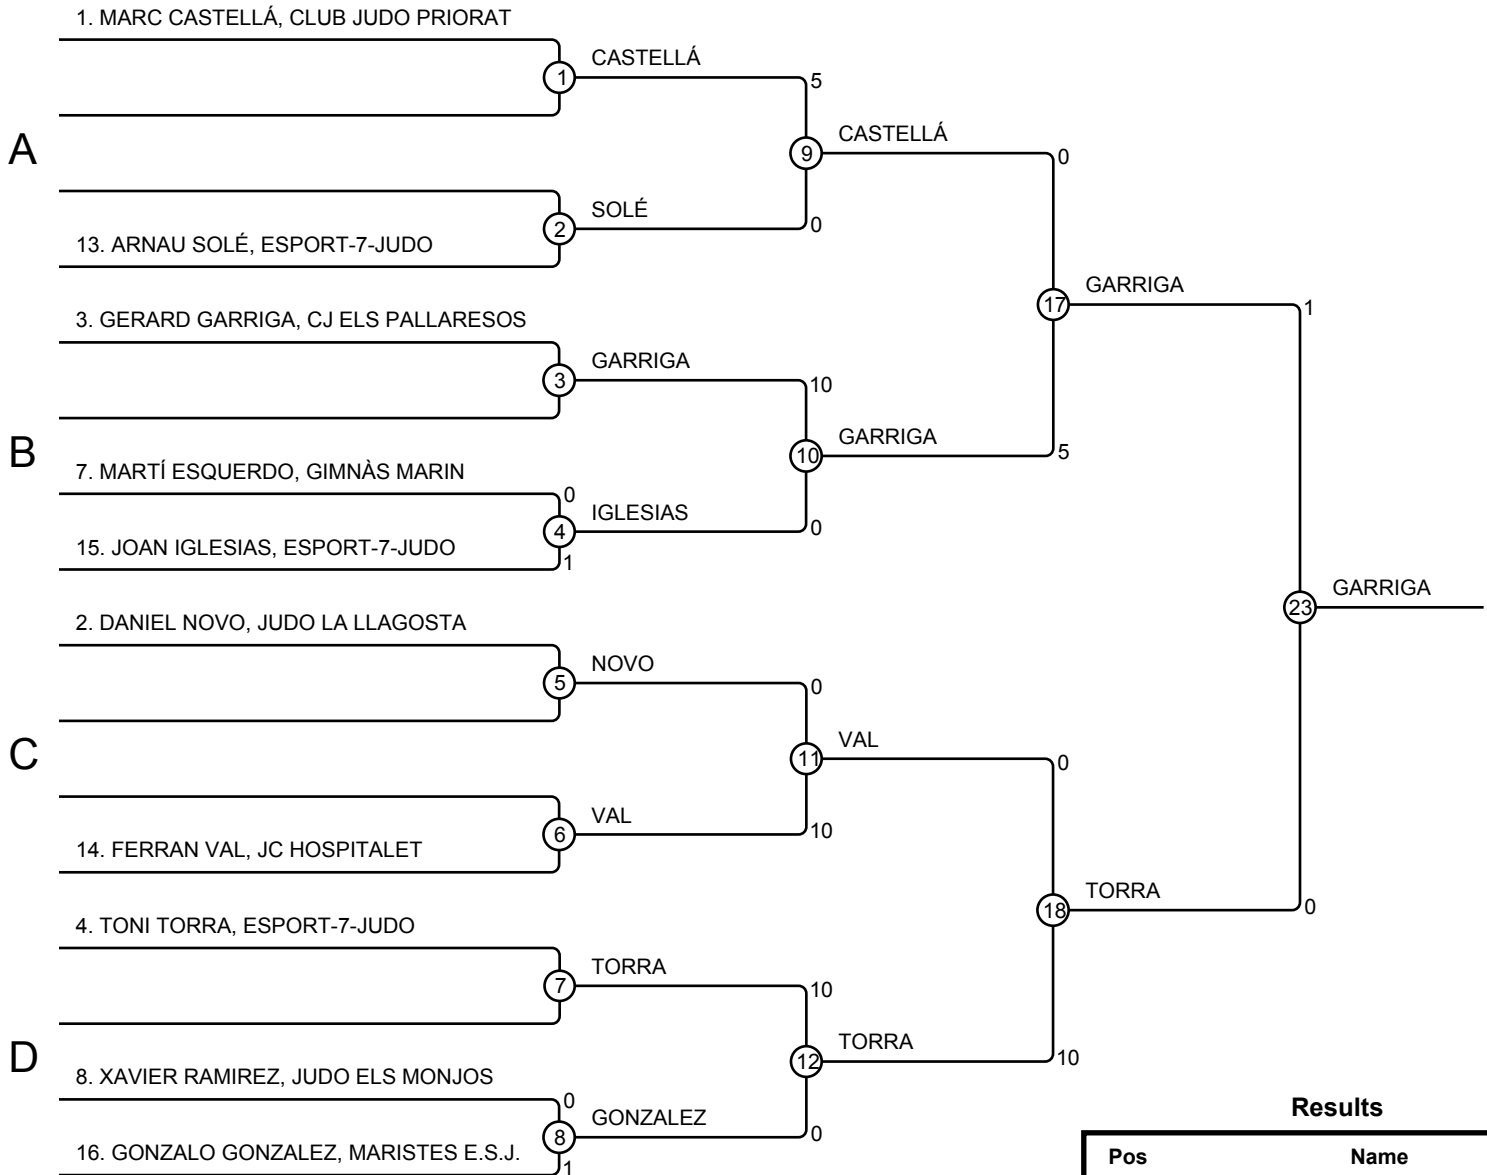 1. MARC CASTELLÁ, CLUB JUDO PRIORAT
CASTELLÁ
1
5
A
CASTELLÁ
9
0
SOLÉ
2
0
13. ARNAU SOLÉ, ESPORT-7-JUDO
GARRIGA
17
1
3. GERARD GARRIGA, CJ ELS PALLARESOS
GARRIGA
3
10
B
GARRIGA
10
5
7. MARTÍ ESQUERDO, GIMNÀS MARIN
0
IGLESIAS
4
0
15. JOAN IGLESIAS, ESPORT-7-JUDO
1
GARRIGA
23
2. DANIEL NOVO, JUDO LA LLAGOSTA
NOVO
5
0
C
VAL
11
0
VAL
6
10
14. FERRAN VAL, JC HOSPITALET
TORRA
18
0
4. TONI TORRA, ESPORT-7-JUDO
TORRA
7
10
D
TORRA
12
10
8. XAVIER RAMIREZ, JUDO ELS MONJOS
0
GONZALEZ
8
0
16. GONZALO GONZALEZ, MARISTES E.S.J.
1
Results
Pos Name